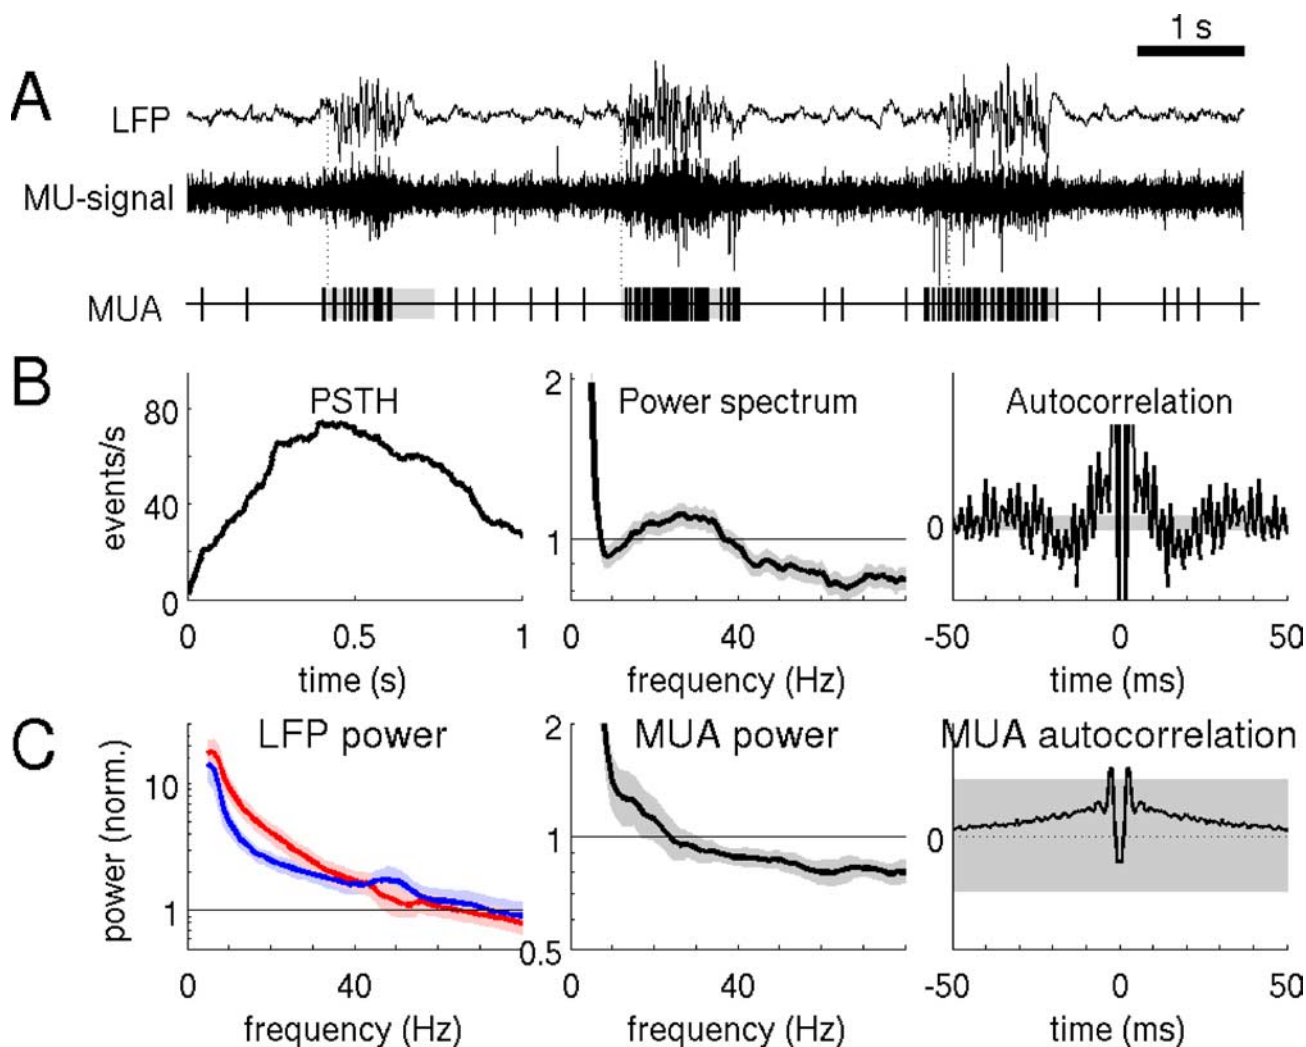 1 s
A
LFP
MU-signal
MUA
B
PSTH
Power spectrum
Autocorrelation
events/s
80
40
0
2
1
0
0 0.5 1
0 40
-50 0 50
time (s)
frequency (Hz)
time (ms)
C
LFP power
MUA power
MUA autocorrelation
power (norm.)
10
1
2
1
0.5
0
0 40
0 40
-50 0 50
frequency (Hz)
frequency (Hz)
time (ms)